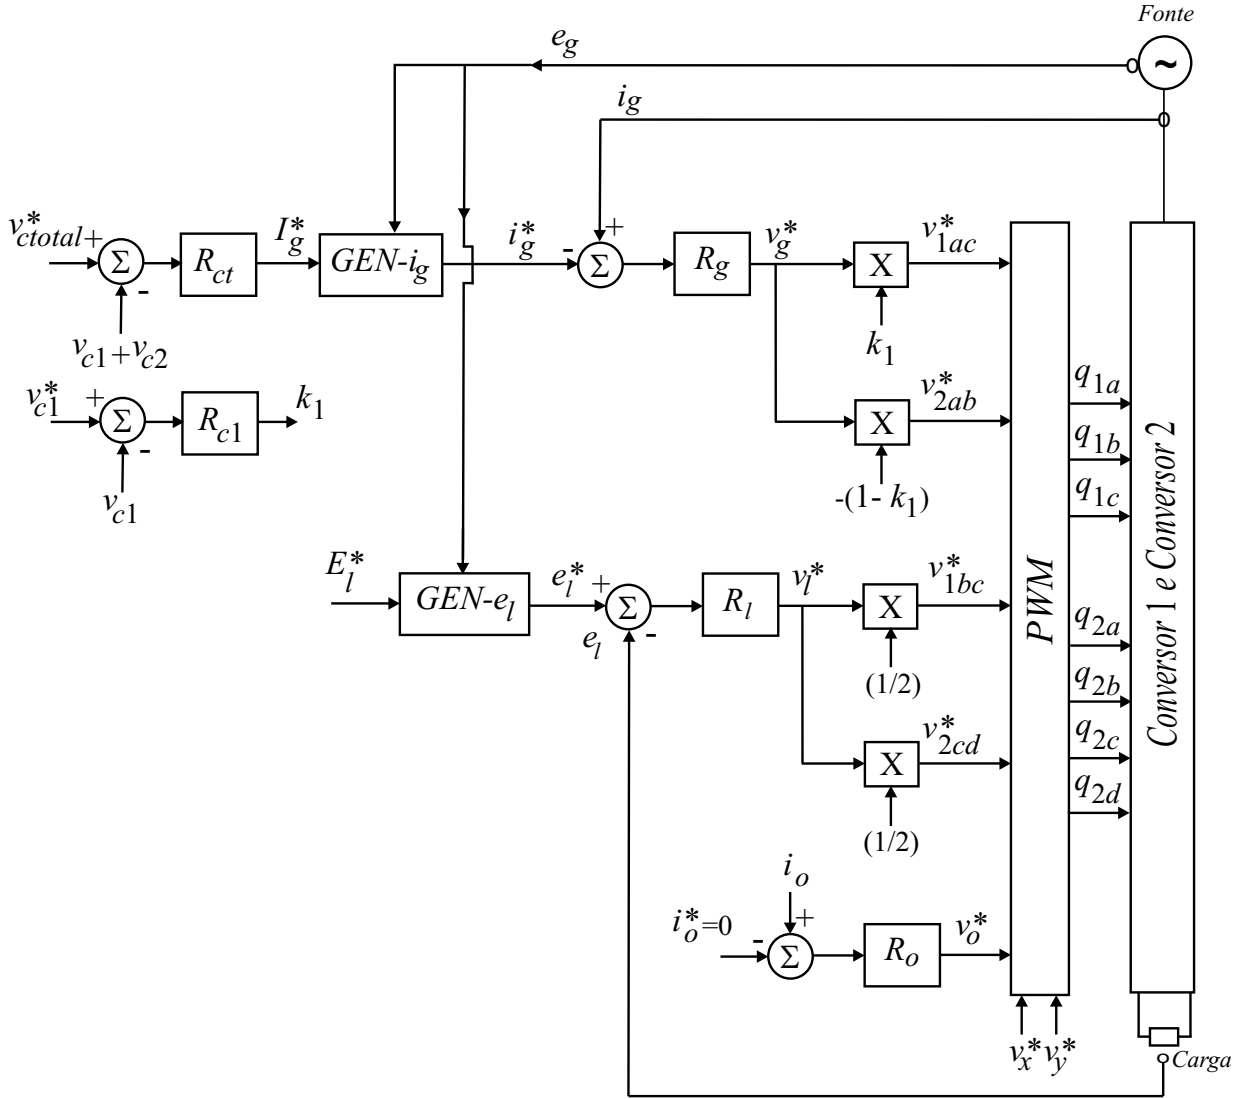 Fonte
~
e_g
i_g
v*_ctotal
+
Σ
-
v_c1 + v_c2
R_ct
I*_g
GEN-i_g
i*_g
-
+
Σ
R_g
v*_g
X
k_1
v*_1ac
v*_c1
+
Σ
-
v_c1
R_c1
k_1
X
-(1- k_1)
v*_2ab
E*_l
GEN-e_l
e*_l
+
Σ
-
e_l
R_l
v*_l
X
(1/2)
v*_1bc
X
(1/2)
v*_2cd
i_o
i*_o=0
-
+
Σ
R_o
v*_o
PWM
v*_x
v*_y
q_1a
q_1b
q_1c
q_2a
q_2b
q_2c
q_2d
Conversor 1 e Conversor 2
Carga